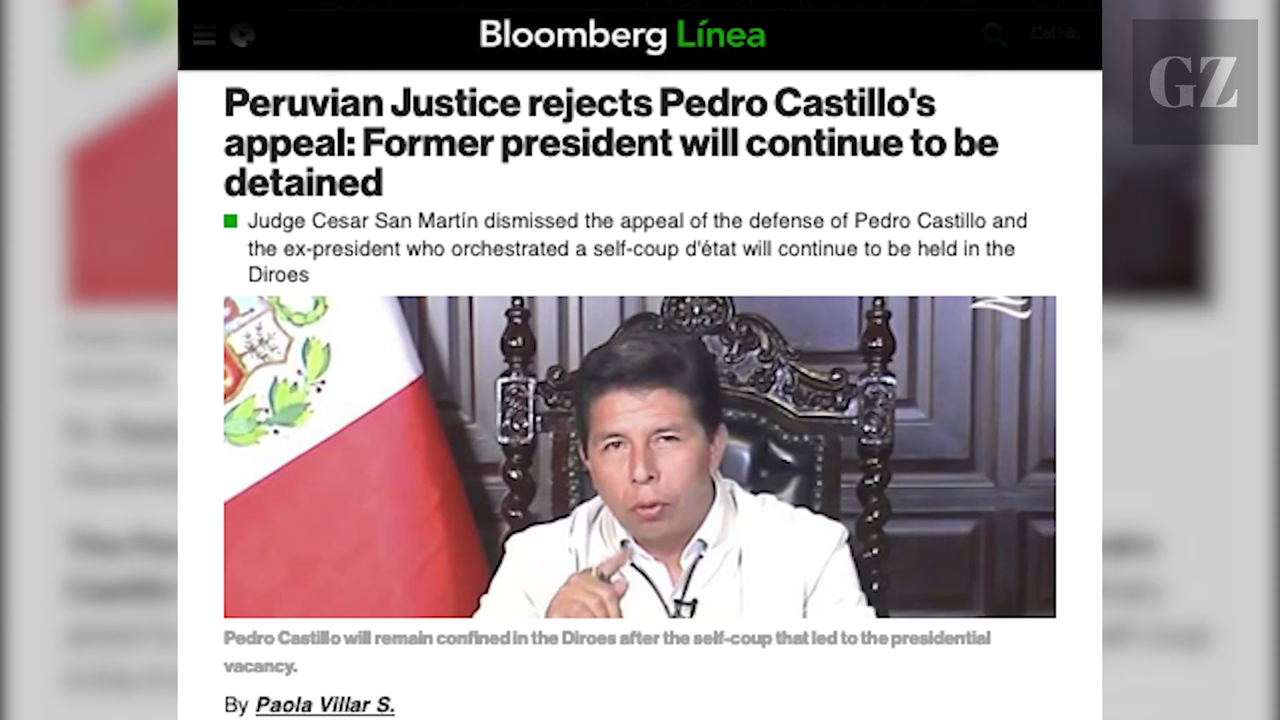 Bloomberg Línea
GZ
Peruvian Justice rejects Pedro Castillo's
appeal: Former president will continue to be
detained
Judge Cesar San Martín dismissed the appeal of the defense of Pedro Castillo and
the ex-president who orchestrated a self-coup d'état will continue to be held in the
Diroes
Pedro Castillo will remain confined in the Diroes after the self-coup that led to the presidential
vacancy.
By Paola Villar S.